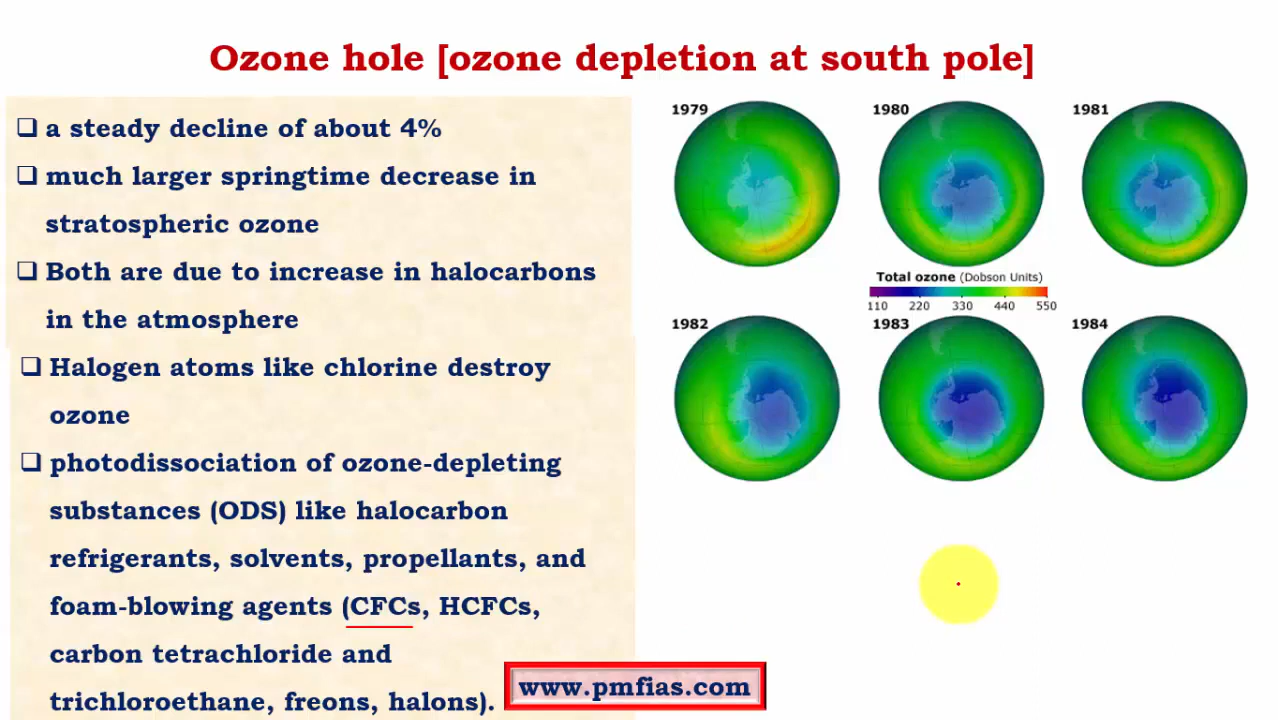 Ozone hole [ozone depletion at south pole]
❑ a steady decline of about 4%
❑ much larger springtime decrease in
stratospheric ozone
❑ Both are due to increase in halocarbons
in the atmosphere
❑ Halogen atoms like chlorine destroy
ozone
❑ photodissociation of ozone-depleting
substances (ODS) like halocarbon
refrigerants, solvents, propellants, and
foam-blowing agents (CFCs, HCFCs,
carbon tetrachloride and
trichloroethane, freons, halons).
1979
1980
1981
Total ozone (Dobson Units)
110 220 330 440 550
1982
1983
1984
www.pmfias.com